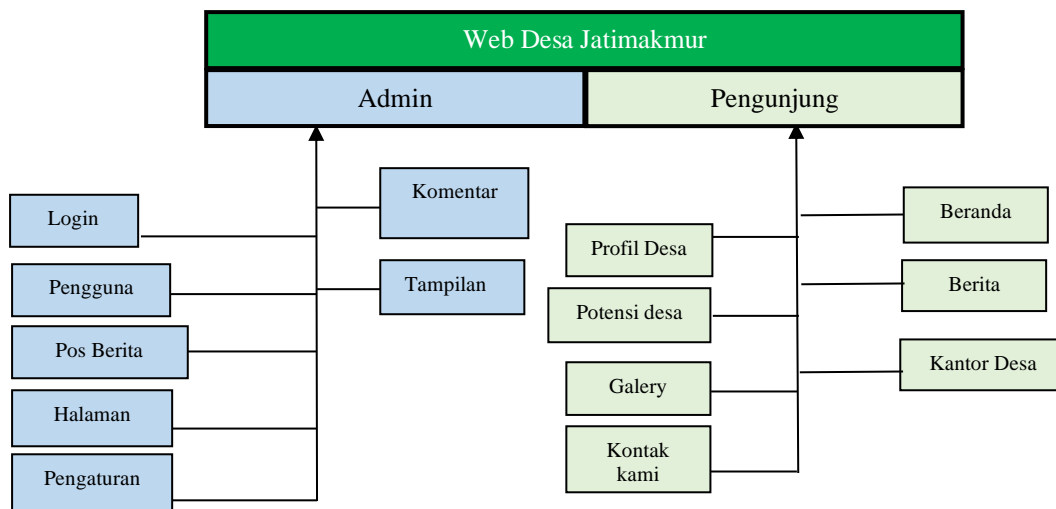 Web Desa Jatimakmur
Admin
Pengunjung
Login
Pengguna
Pos Berita
Halaman
Pengaturan
Komentar
Tampilan
Profil Desa
Potensi desa
Galery
Kontak
kami
Beranda
Berita
Kantor Desa